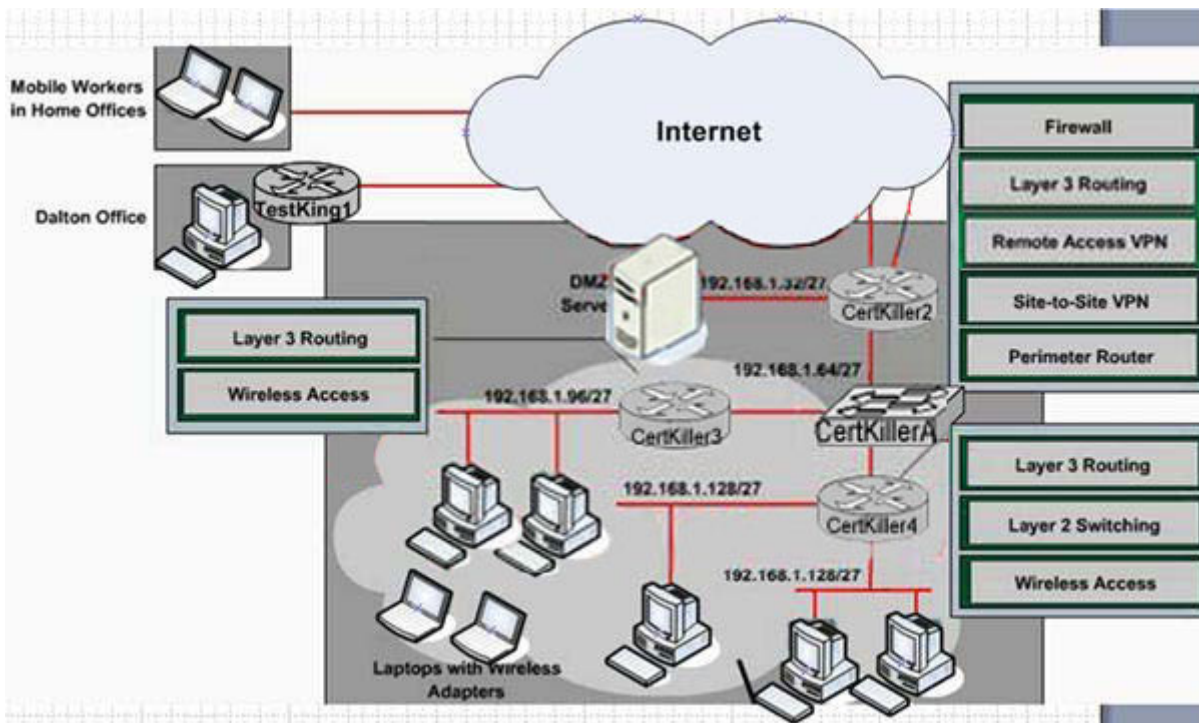 Mobile Workers
in Home Offices
Internet
Firewall
Layer 3 Routing
Remote Access VPN
Site-to-Site VPN
Perimeter Router
TestKing1
Dalton Office
DMZ
Serve
192.168.1.32/27
CertKiller2
Layer 3 Routing
Wireless Access
192.168.1.64/27
192.168.1.96/27
CertKiller3
CertKillerA
192.168.1.128/27
CertKiller4
Layer 3 Routing
Layer 2 Switching
Wireless Access
192.168.1.128/27
Laptops with Wireless
Adapters